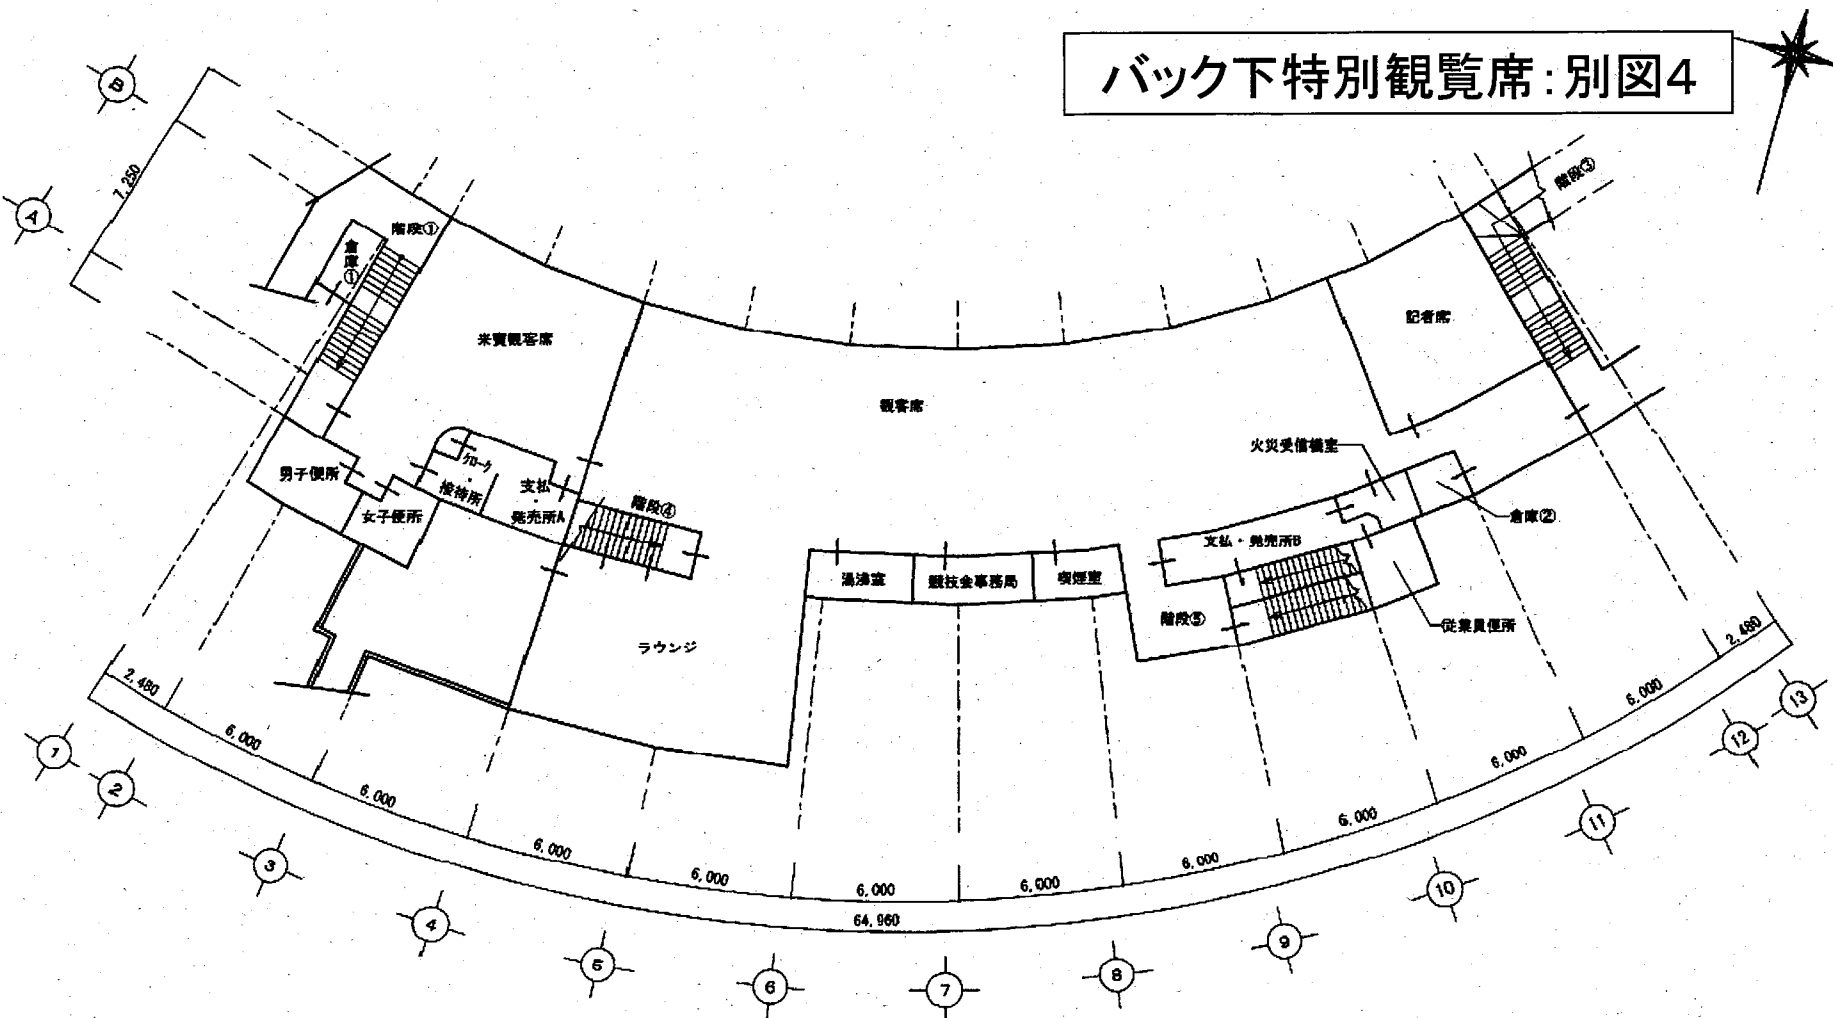 バック下特別観覧席:別図4
B
A
7,250
階段①
倉庫①
来賓観客席
観客席
記者席
階段③
火災受信機室
倉庫②
男子便所
女子便所
クローク
・
接待所
支払
・
発売所A
階段④
湯沸室
競技会事務局
喫煙室
支払・発売所B
階段⑤
従業員便所
ラウンジ
2,480
6,000
6,000
6,000
6,000
6,000
6,000
6,000
6,000
6,000
6,000
2,480
64,960
1
2
3
4
5
6
7
8
9
10
11
12
13